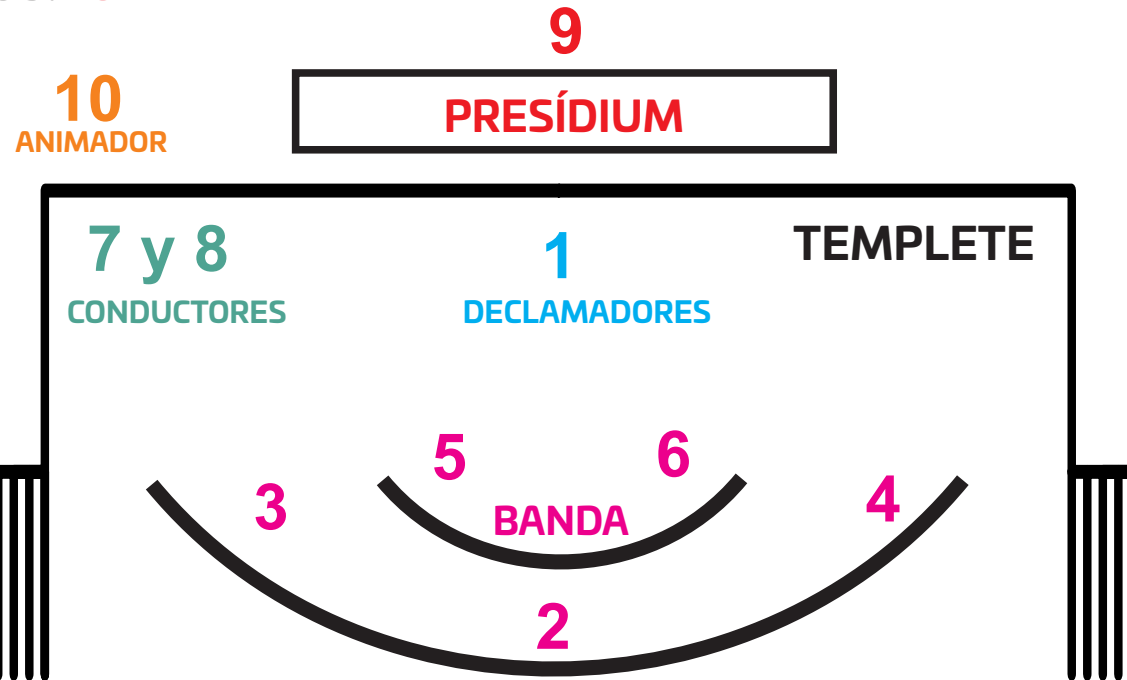 9
10
PRESÍDIUM
ANIMADOR
7 y 8
1
TEMPLETE
CONDUCTORES
DECLAMADORES
5
6
3
BANDA
4
2